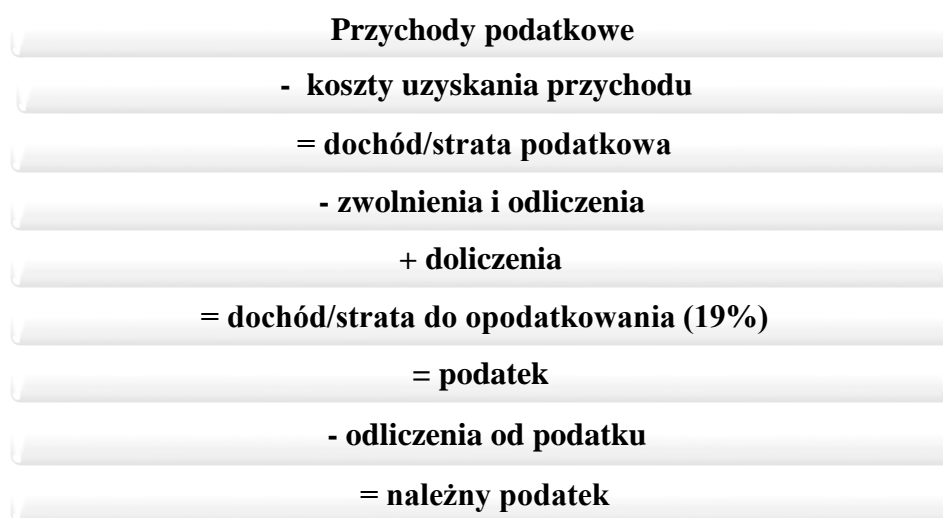 Przychody podatkowe
- koszty uzyskania przychodu
= dochód/strata podatkowa
- zwolnienia i odliczenia
+ doliczenia
= dochód/strata do opodatkowania (19%)
= podatek
- odliczenia od podatku
= należny podatek